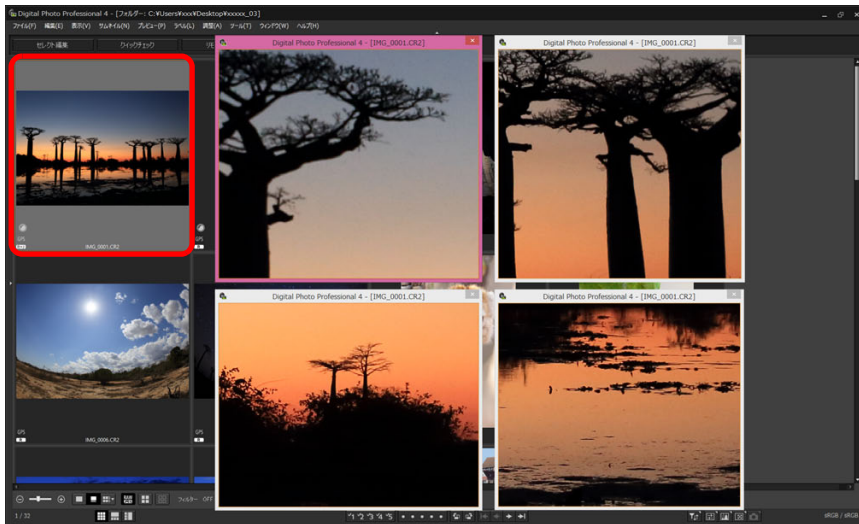 Digital Photo Professional 4 - [フォルダー: C:¥Users¥xxx¥Desktop¥xxxxx_03]
ファイル(F) 編集(E) 表示(V) サムネイル(N) プレビュー(P) ラベル(L) 調整(A) ツール(T) ウィンドウ(W) ヘルプ(H)
セレクト編集 クイックチェック
Digital Photo Professional 4 - [IMG_0001.CR2]
Digital Photo Professional 4 - [IMG_0001.CR2]
GPS
IMG_0001.CR2
GPS
Digital Photo Professional 4 - [IMG_0001.CR2]
Digital Photo Professional 4 - [IMG_0001.CR2]
GPS
IMG_0006.CR2
GPS
フィルター OFF
1 / 32
sRGB / sRGB